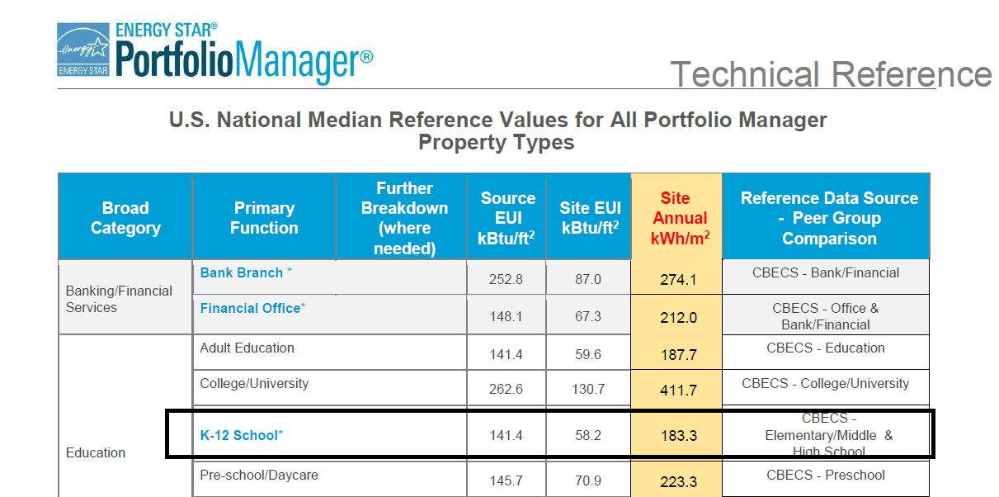 ENERGY STAR®
PortfolioManager®
energy
ENERGY STAR
Technical Reference
U.S. National Median Reference Values for All Portfolio Manager
Property Types
Broad
Category
Primary
Function
Further
Breakdown
(where
needed)
Source
EUI
kBtu/ft²
Site EUI
kBtu/ft²
Site
Annual
kWh/m²
Reference Data Source
- Peer Group
Comparison
Banking/Financial
Services
Bank Branch *
252.8
87.0
274.1
CBECS - Bank/Financial
Financial Office*
148.1
67.3
212.0
CBECS - Office &
Bank/Financial
Education
Adult Education
141.4
59.6
187.7
CBECS - Education
College/University
262.6
130.7
411.7
CBECS - College/University
K-12 School*
141.4
58.2
183.3
CBECS -
Elementary/Middle &
High School
Pre-school/Daycare
145.7
70.9
223.3
CBECS - Preschool